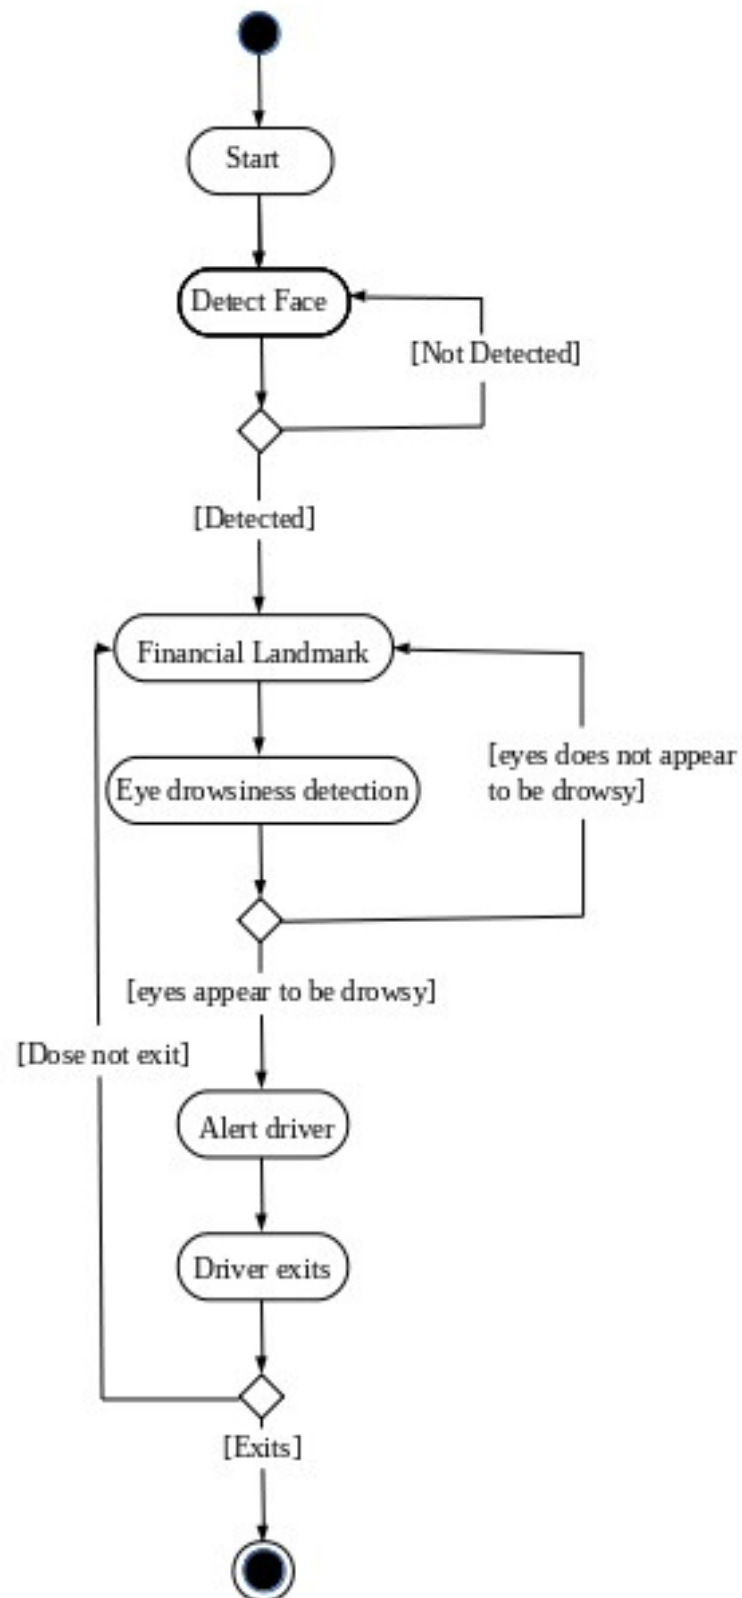 Start
Detect Face
[Not Detected]
[Detected]
Financial Landmark
[eyes does not appear
to be drowsy]
Eye drowsiness detection
[eyes appear to be drowsy]
[Dose not exit]
Alert driver
Driver exits
[Exits]